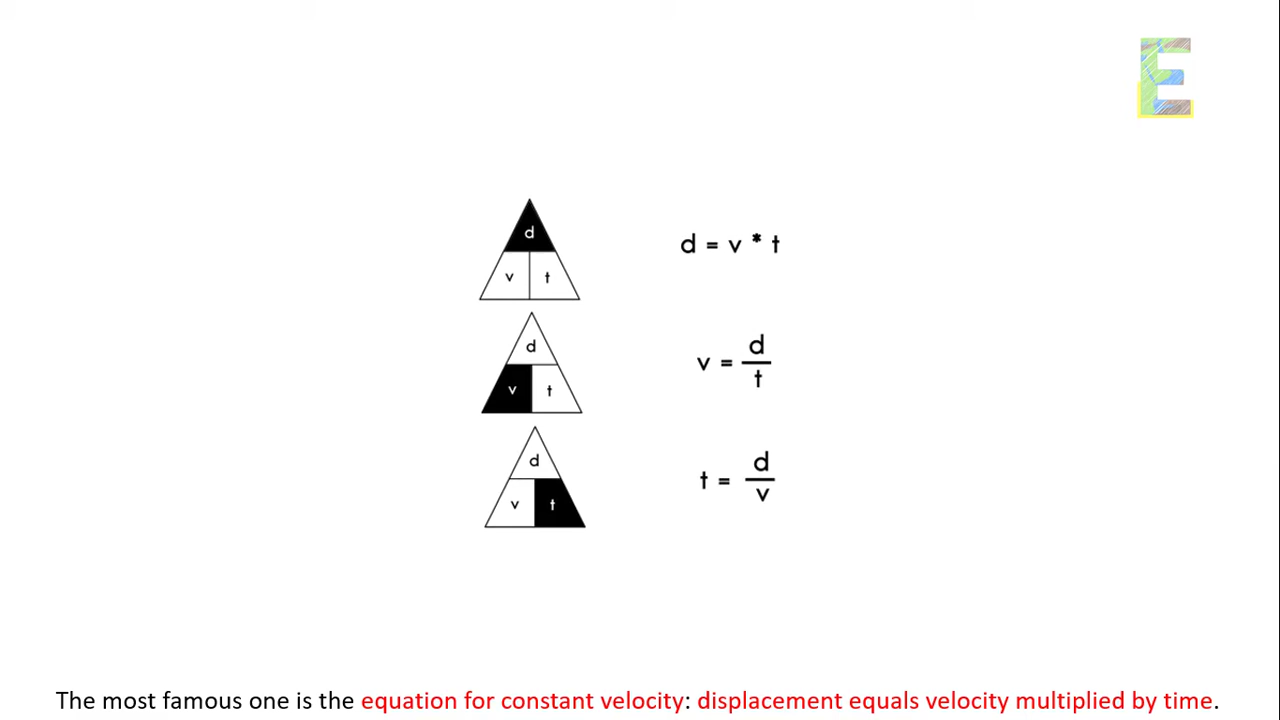 E
d
v t
d = v * t
d
v t
v = d
t
d
v t
t = d
v
The most famous one is the equation for constant velocity: displacement equals velocity multiplied by time.